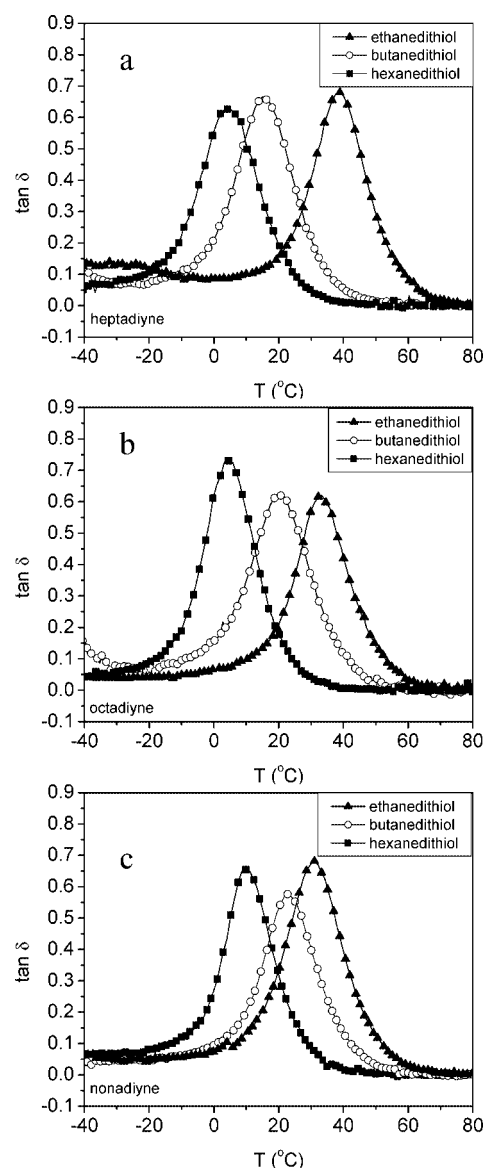 a
ethanedithiol
butanedithiol
hexanedithiol
0.9
0.8
0.7
0.6
0.5
0.4
0.3
0.2
0.1
0.0
-0.1
tan δ
heptadiyne
-40 -20 0 20 40 60 80
T (°C)
b
ethanedithiol
butanedithiol
hexanedithiol
0.9
0.8
0.7
0.6
0.5
0.4
0.3
0.2
0.1
0.0
-0.1
tan δ
octadiyne
-40 -20 0 20 40 60 80
T (°C)
c
ethanedithiol
butanedithiol
hexanedithiol
0.9
0.8
0.7
0.6
0.5
0.4
0.3
0.2
0.1
0.0
-0.1
tan δ
nonadiyne
-40 -20 0 20 40 60 80
T (°C)